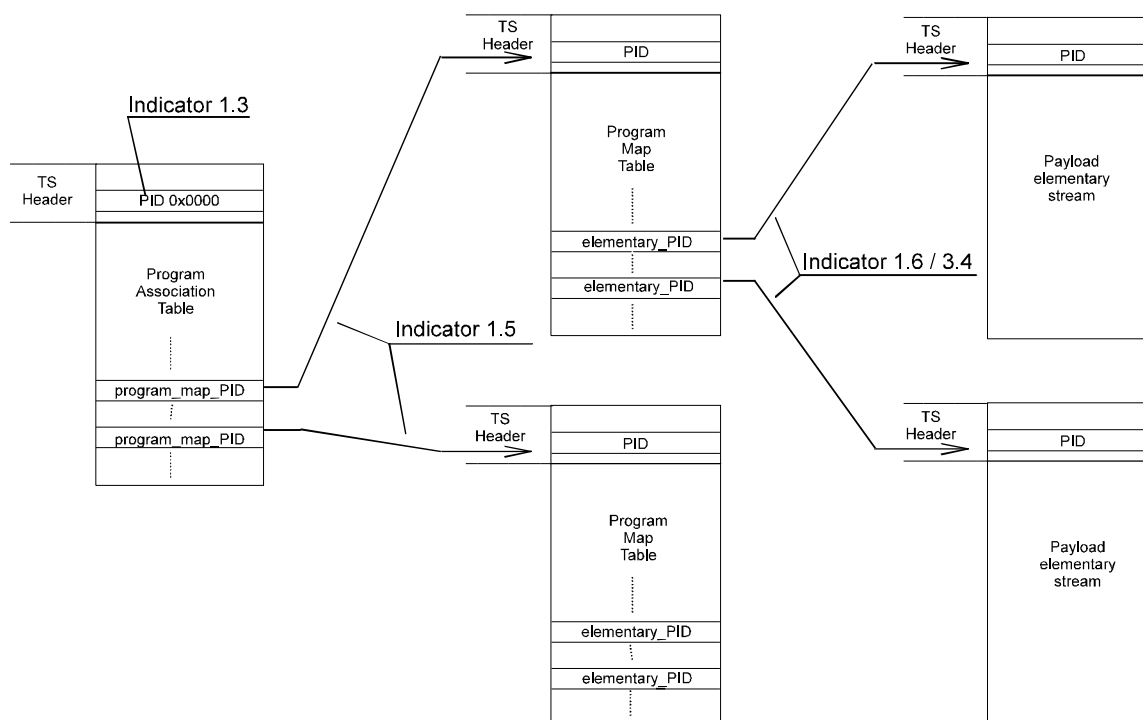 Indicator 1.3
TS
Header
PID 0x0000
Program
Association
Table
program_map_PID
program_map_PID
TS
Header
PID
Program
Map
Table
elementary_PID
elementary_PID
Indicator 1.5
TS
Header
PID
Program
Map
Table
elementary_PID
elementary_PID
TS
Header
PID
Payload
elementary
stream
Indicator 1.6 / 3.4
TS
Header
PID
Payload
elementary
stream